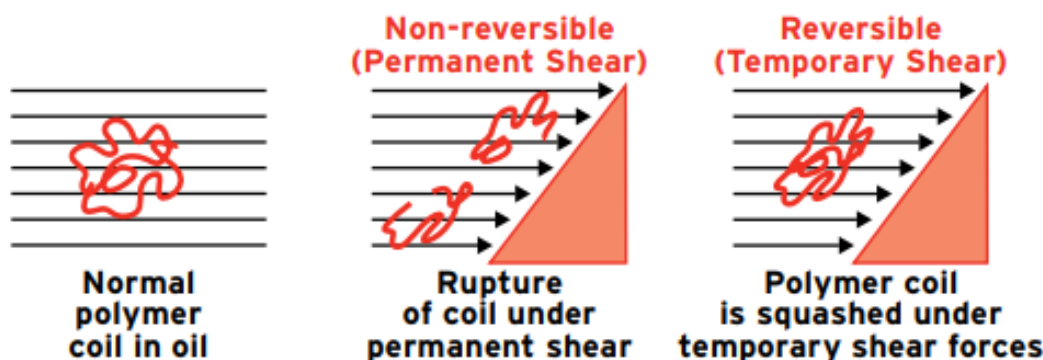 Non-reversible
(Permanent Shear)
Reversible
(Temporary Shear)
Normal
polymer
coil in oil
Rupture
of coil under
permanent shear
Polymer coil
is squashed under
temporary shear forces